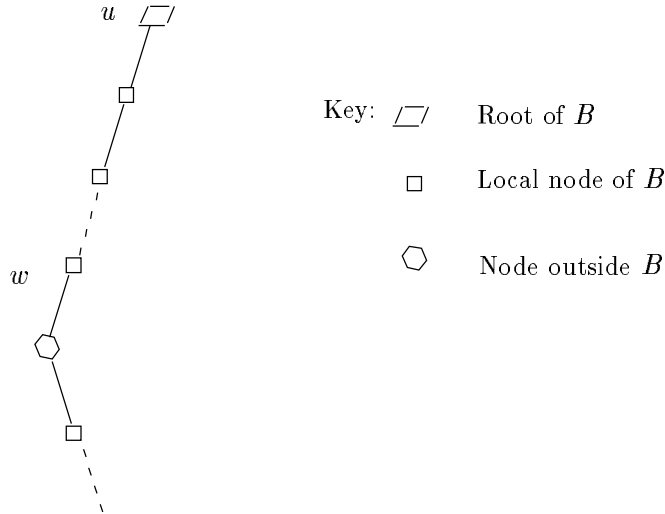 u
Key: Root of B
Local node of B
w
Node outside B